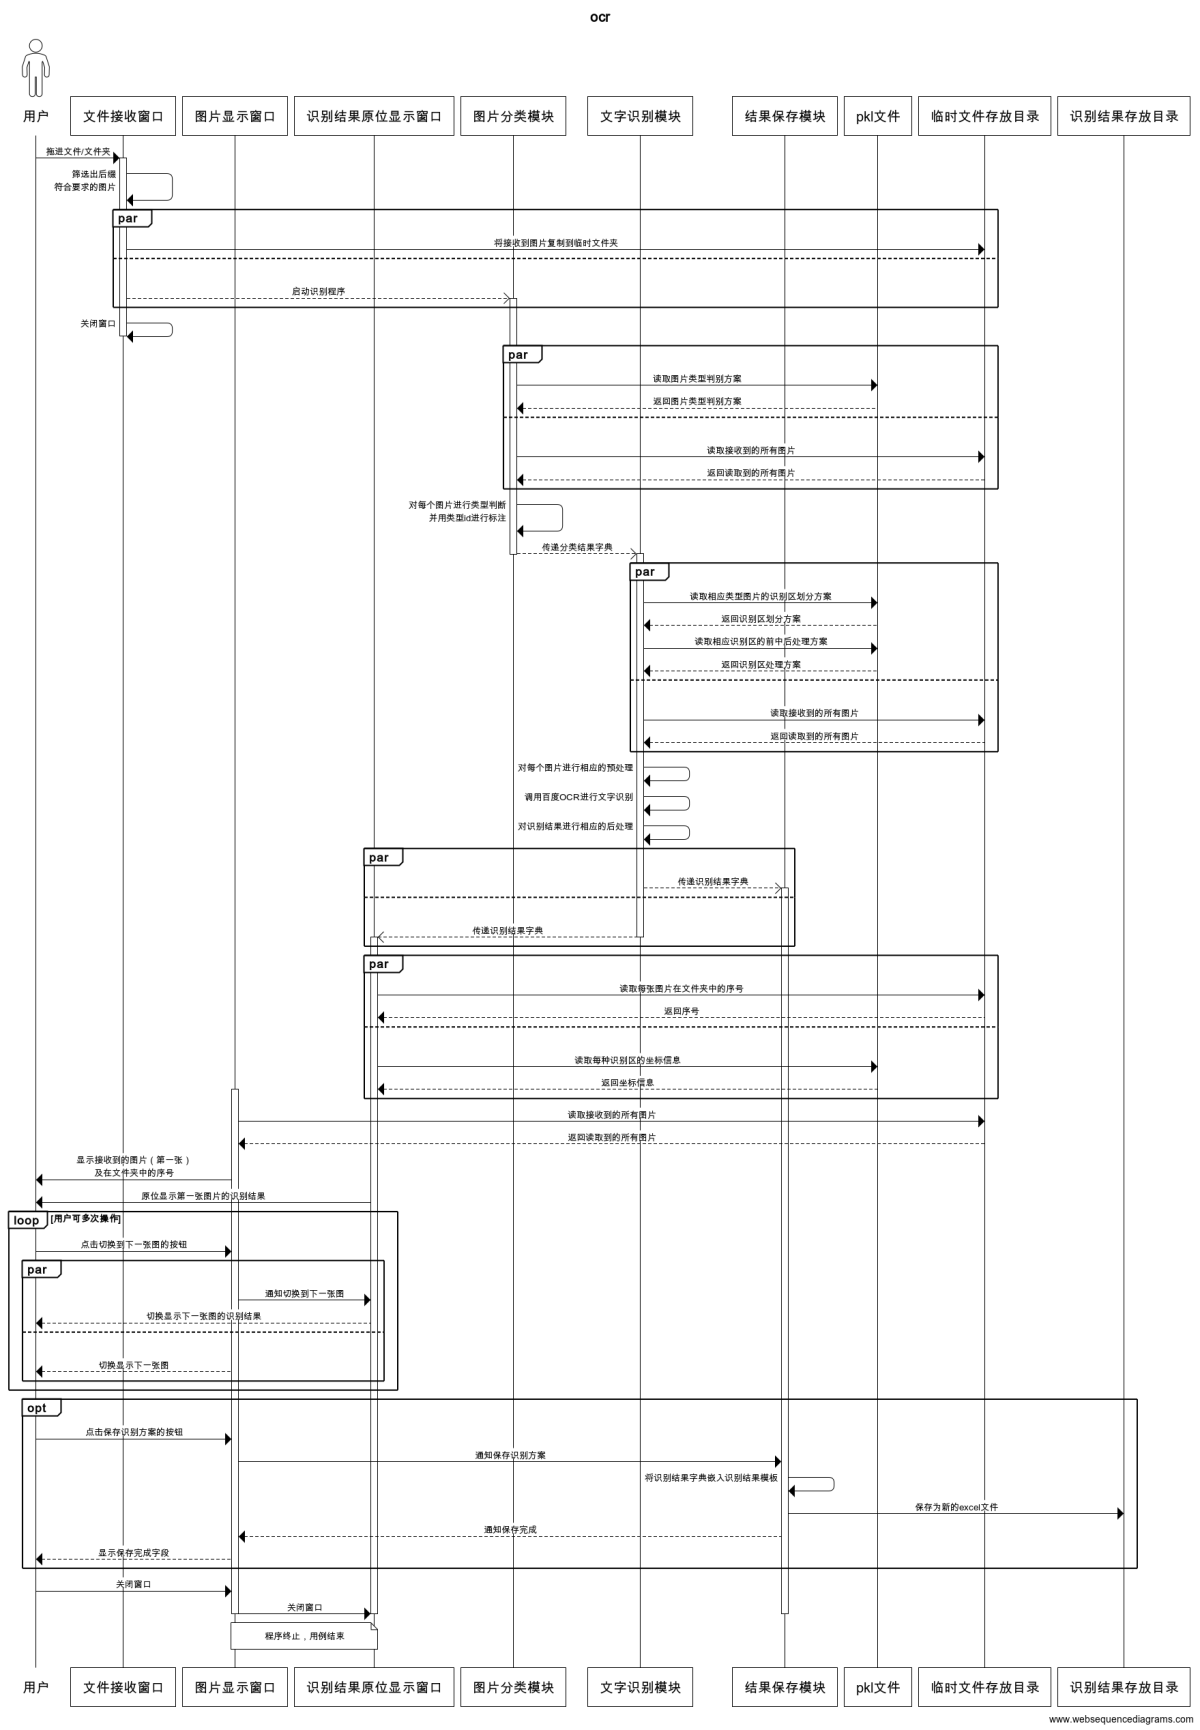 ocr
用户
文件接收窗口
图片显示窗口
识别结果原位显示窗口
图片分类模块
文字识别模块
结果保存模块
pkl文件
临时文件存放目录
识别结果存放目录
拖进文件/文件夹
筛选出后缀
符合要求的图片
par
将接收到图片复制到临时文件夹
启动识别程序
关闭窗口
par
读取图片类型判别方案
返回图片类型判别方案
读取接收到的所有图片
返回读取到的所有图片
对每个图片进行类型判断
并用类型id进行标注
传递分类结果字典
par
读取相应类型图片的识别区划分方案
返回识别区划分方案
读取相应识别区的前中后处理方案
返回识别区处理方案
读取接收到的所有图片
返回读取到的所有图片
对每个图片进行相应的预处理
调用百度OCR进行文字识别
对识别结果进行相应的后处理
par
传递识别结果字典
传递识别结果字典
par
读取每张图片在文件夹中的序号
返回序号
读取每种识别区的坐标信息
返回坐标信息
读取接收到的所有图片
返回读取到的所有图片
显示接收到的图片（第一张）
及在文件夹中的序号
原位显示第一张图片的识别结果
loop [用户可多次操作]
点击切换到下一张图的按钮
par
通知切换到下一张图
切换显示下一张图的识别结果
切换显示下一张图
opt
点击保存识别方案的按钮
通知保存识别方案
将识别结果字典嵌入识别结果模板
保存为新的excel文件
通知保存完成
显示保存完成字段
关闭窗口
关闭窗口
程序终止，用例结束
用户
文件接收窗口
图片显示窗口
识别结果原位显示窗口
图片分类模块
文字识别模块
结果保存模块
pkl文件
临时文件存放目录
识别结果存放目录
www.websequencediagrams.com